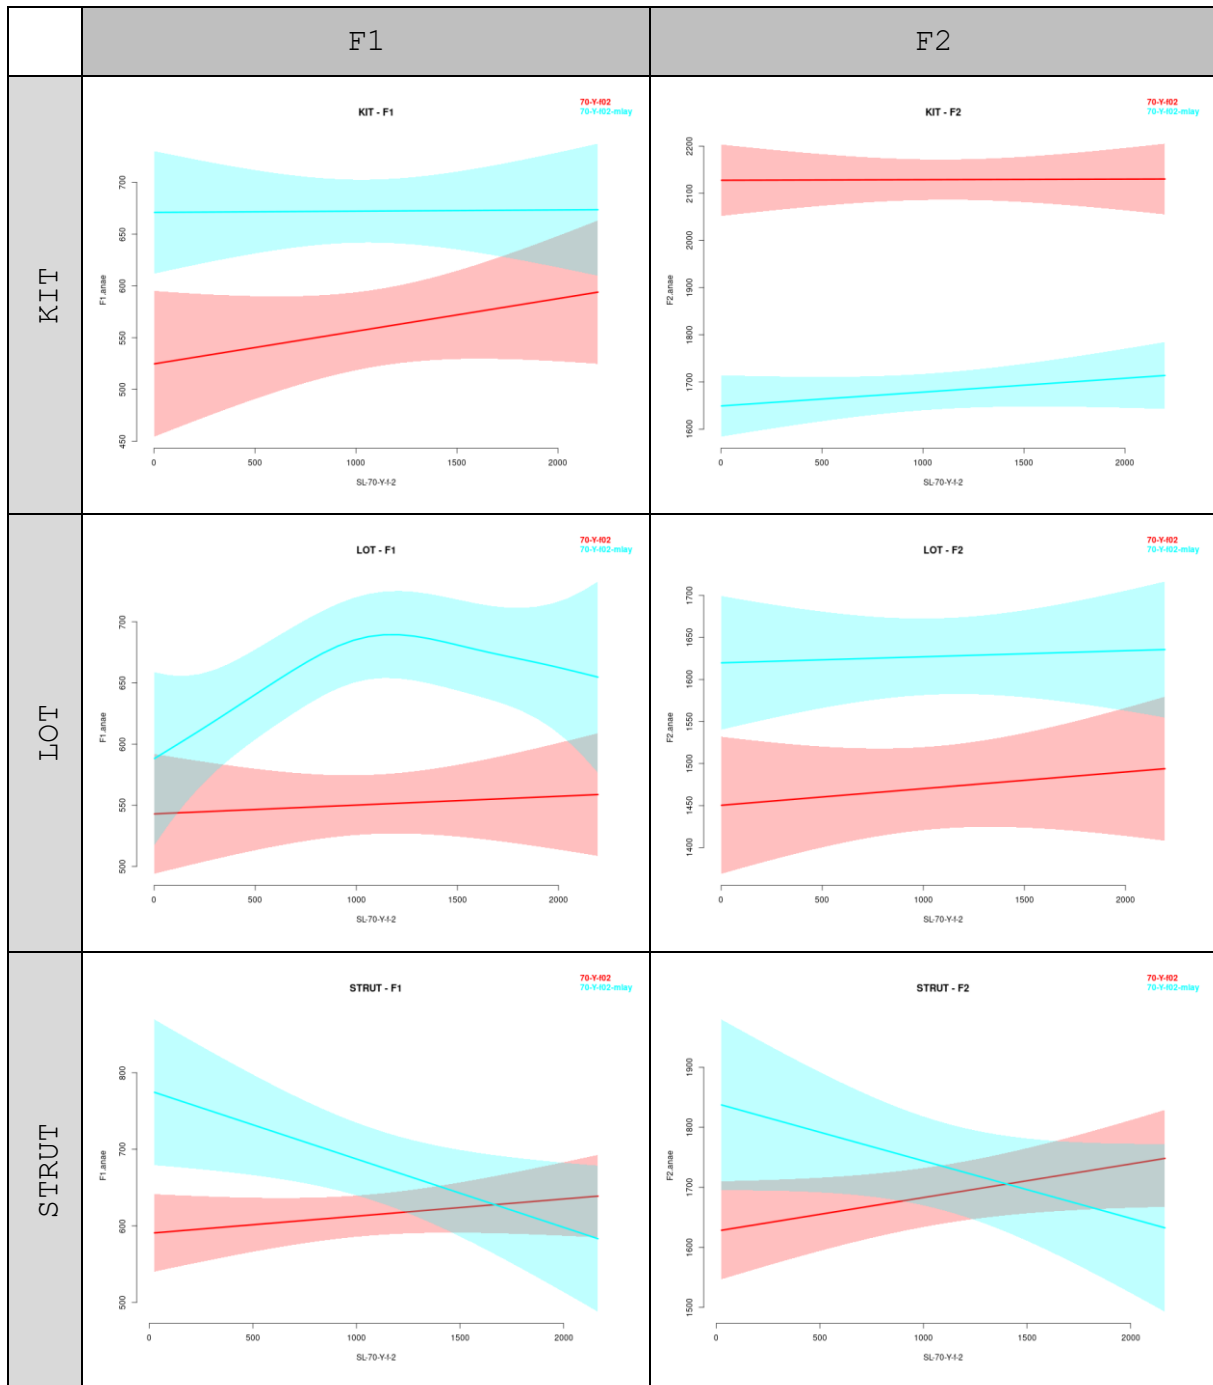 F1
F2
KIT
KIT - F1
70-Y-f02
70-Y-f02-mlay
F1.anae
700
650
600
550
500
450
0 500 1000 1500 2000
SL-70-Y-f-2
KIT - F2
70-Y-f02
70-Y-f02-mlay
F2.anae
2200
2100
2000
1900
1800
1700
1600
0 500 1000 1500 2000
SL-70-Y-f-2
LOT
LOT - F1
70-Y-f02
70-Y-f02-mlay
F1.anae
700
650
600
550
500
0 500 1000 1500 2000
SL-70-Y-f-2
LOT - F2
70-Y-f02
70-Y-f02-mlay
F2.anae
1700
1650
1600
1550
1500
1450
1400
0 500 1000 1500 2000
SL-70-Y-f-2
STRUT
STRUT - F1
70-Y-f02
70-Y-f02-mlay
F1.anae
800
700
600
500
0 500 1000 1500 2000
SL-70-Y-f-2
STRUT - F2
70-Y-f02
70-Y-f02-mlay
F2.anae
1900
1800
1700
1600
1500
0 500 1000 1500 2000
SL-70-Y-f-2